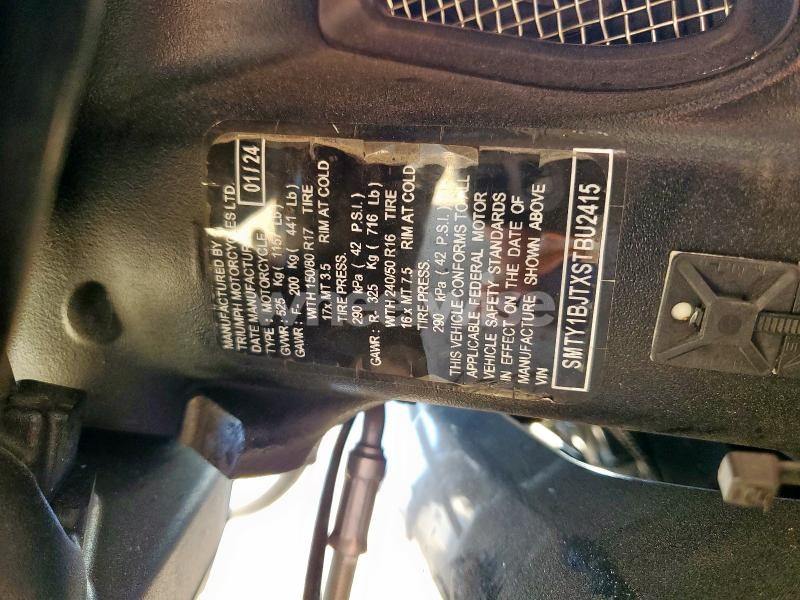 MANUFACTURED BY
TRIUMPH MOTORCYCLES LTD.
DATE MANUFACTURE 01/24
TYPE : MOTORCYCLE
GVWR: 525 Kg ( 1157 Lb)
GAWR: F- 200 Kg ( 441 Lb)
WITH 150/80 R17 TIRE
17x MT 3.5 RIM AT COLD
TIRE PRESS.
290 kPa ( 42 P.S.I.)
GAWR: R- 325 Kg ( 716 Lb)
WITH 240/50 R16 TIRE
16 x MT 7.5 RIM AT COLD
TIRE PRESS.
290 kPa ( 42 P.S.I.)
THIS VEHICLE CONFORMS TO ALL
APPLICABLE FEDERAL MOTOR
VEHICLE SAFETY STANDARDS
IN EFFECT ON THE DATE OF
MANUFACTURE SHOWN ABOVE
VIN
SMTY1BJTXSTBU2415